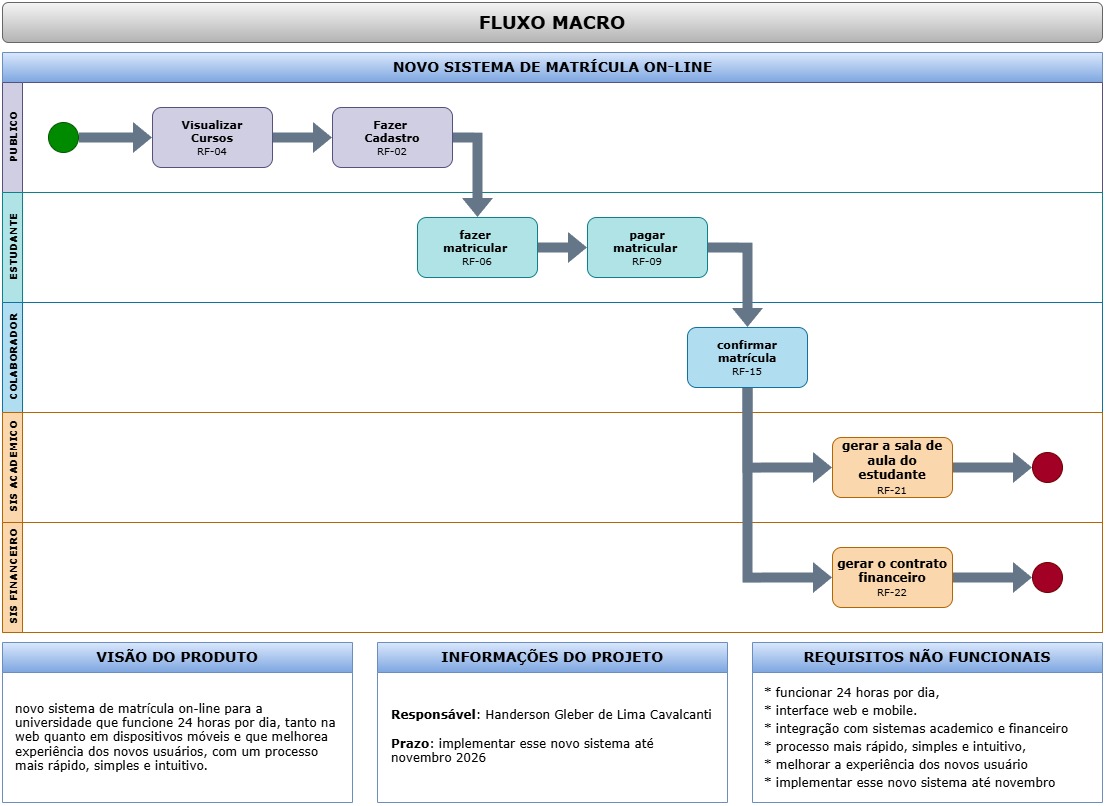 FLUXO MACRO
NOVO SISTEMA DE MATRÍCULA ON-LINE
PUBLICO
Visualizar
Cursos
RF-04
Fazer
Cadastro
RF-02
ESTUDANTE
fazer
matricular
RF-06
pagar
matricular
RF-09
COLABORADOR
confirmar
matrícula
RF-15
SIS ACADEMICO
gerar a sala de
aula do
estudante
RF-21
SIS FINANCEIRO
gerar o contrato
financeiro
RF-22
VISÃO DO PRODUTO
novo sistema de matrícula on-line para a
universidade que funcione 24 horas por dia, tanto na
web quanto em dispositivos móveis e que melhorea
experiência dos novos usuários, com um processo
mais rápido, simples e intuitivo.
INFORMAÇÕES DO PROJETO
Responsável: Handerson Gleber de Lima Cavalcanti
Prazo: implementar esse novo sistema até
novembro 2026
REQUISITOS NÃO FUNCIONAIS
* funcionar 24 horas por dia,
* interface web e mobile.
* integração com sistemas academico e financeiro
* processo mais rápido, simples e intuitivo,
* melhorar a experiência dos novos usuário
* implementar esse novo sistema até novembro